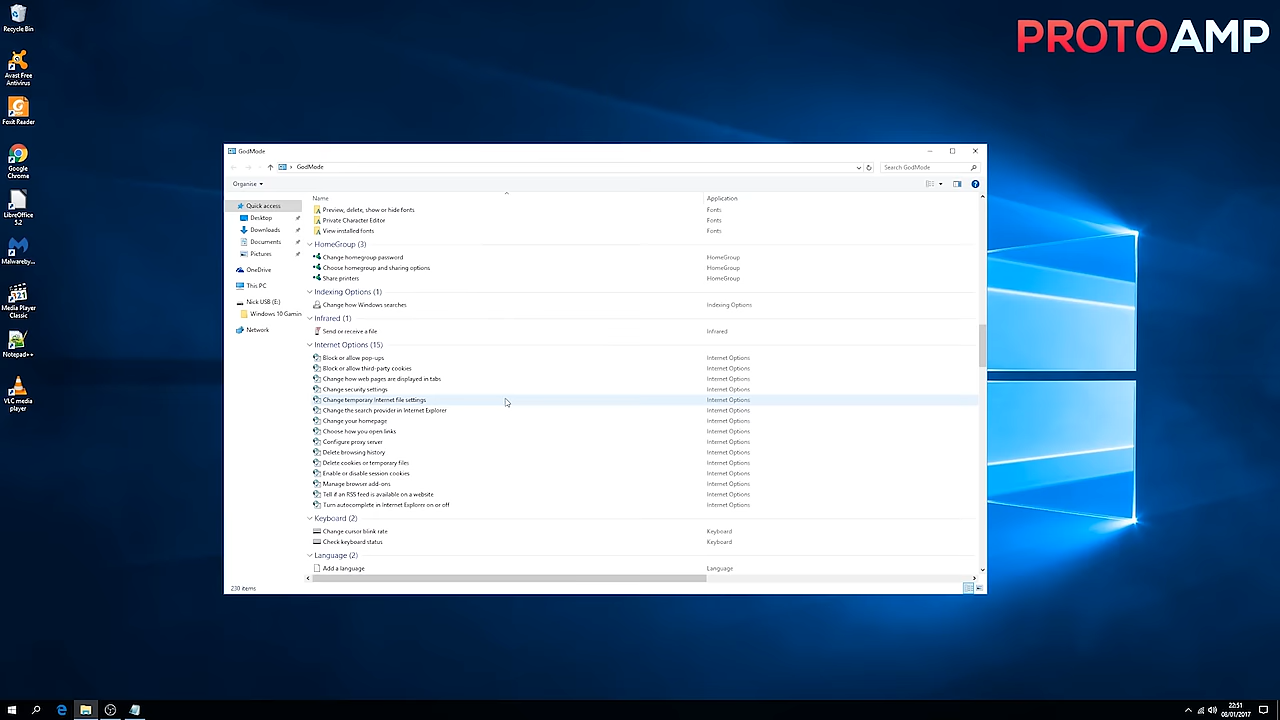 Recycle Bin
PROTOAMP
Avast Free
Antivirus
Foxit Reader
Google
Chrome
LibreOffice
5.2
Malwareby...
Media Player
Classic
Notepad++
VLC media
player
GodMode
GodMode
Search GodMode
Organise
Quick access
Desktop
Downloads
Documents
Pictures
OneDrive
This PC
Nick USB (E:)
Windows 10 Gamin
Network
Name Application
Preview, delete, show or hide fonts Fonts
Private Character Editor Fonts
View installed fonts Fonts
HomeGroup (3)
Change homegroup password HomeGroup
Choose homegroup and sharing options HomeGroup
Share printers HomeGroup
Indexing Options (1)
Change how Windows searches Indexing Options
Infrared (1)
Send or receive a file Infrared
Internet Options (15)
Block or allow pop-ups Internet Options
Block or allow third-party cookies Internet Options
Change how web pages are displayed in tabs Internet Options
Change security settings Internet Options
Change temporary Internet file settings Internet Options
Change the search provider in Internet Explorer Internet Options
Change your homepage Internet Options
Choose how you open links Internet Options
Configure proxy server Internet Options
Delete browsing history Internet Options
Delete cookies or temporary files Internet Options
Enable or disable session cookies Internet Options
Manage browser add-ons Internet Options
Tell if an RSS feed is available on a website Internet Options
Turn autocomplete in Internet Explorer on or off Internet Options
Keyboard (2)
Change cursor blink rate Keyboard
Check keyboard status Keyboard
Language (2)
Add a language Language
230 items
22:51
06/01/2017